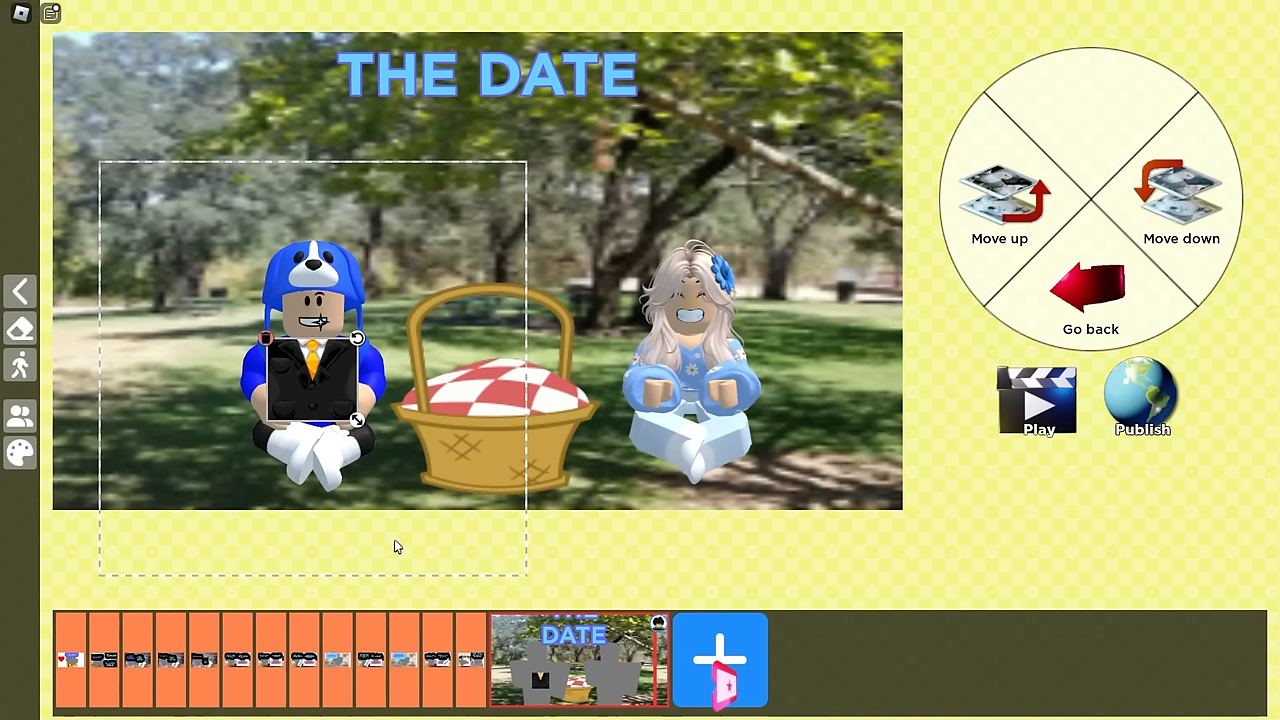 THE DATE
Move up
Move down
Go back
Play
Publish
DATE